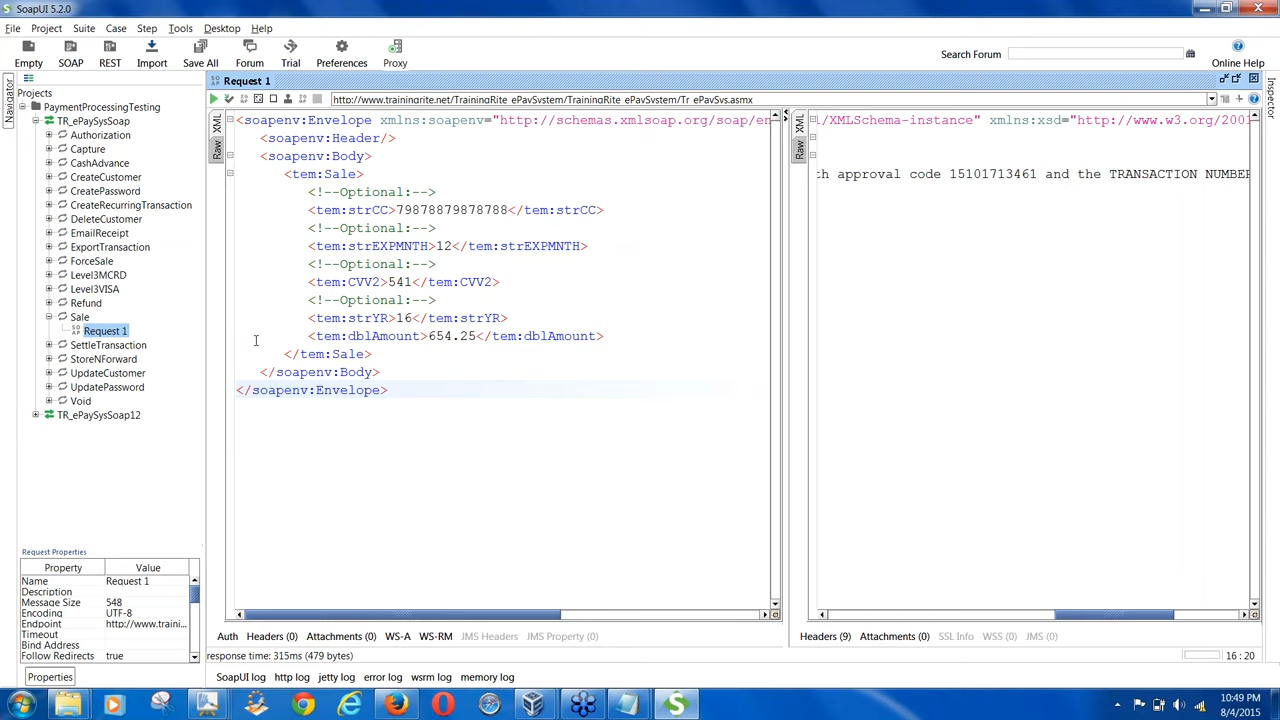 SoapUI 5.2.0
File Project Suite Case Step Tools Desktop Help
Empty SOAP REST Import Save All Forum Trial Preferences Proxy
Search Forum
Online Help
Navigator
Projects
PaymentProcessingTesting
TR_ePaySysSoap
Authorization
Capture
CashAdvance
CreateCustomer
CreatePassword
CreateRecurringTransaction
DeleteCustomer
EmailReceipt
ExportTransaction
ForceSale
Level3MCRD
Level3VISA
Refund
Sale
Request 1
SettleTransaction
StoreNForward
UpdateCustomer
UpdatePassword
Void
TR_ePaySysSoap12
Request Properties
Property Value
Name Request 1
Description
Message Size 548
Encoding UTF-8
Endpoint http://www.traini...
Timeout
Bind Address
Follow Redirects true
Properties
Request 1
http://www.trainingrite.net/TrainingRite_ePaySystem/TrainingRite_ePaySystem/Tr_ePaySys.asmx
XML
Raw
<soapenv:Envelope xmlns:soapenv="http://schemas.xmlsoap.org/soap/en
<soapenv:Header/>
<soapenv:Body>
<tem:Sale>
<!--Optional:-->
<tem:strCC>79878879878788</tem:strCC>
<!--Optional:-->
<tem:strEXPMNTH>12</tem:strEXPMNTH>
<!--Optional:-->
<tem:CVV2>541</tem:CVV2>
<!--Optional:-->
<tem:strYR>16</tem:strYR>
<tem:dblAmount>654.25</tem:dblAmount>
</tem:Sale>
</soapenv:Body>
</soapenv:Envelope>
XML
Raw
/XMLSchema-instance" xmlns:xsd="http://www.w3.org/2001
th approval code 15101713461 and the TRANSACTION NUMBER
Inspector
Auth Headers (0) Attachments (0) WS-A WS-RM JMS Headers JMS Property (0)
Headers (9) Attachments (0) SSL Info WSS (0) JMS (0)
response time: 315ms (479 bytes)
16 : 20
SoapUI log http log jetty log error log wsrm log memory log
10:49 PM
8/4/2015